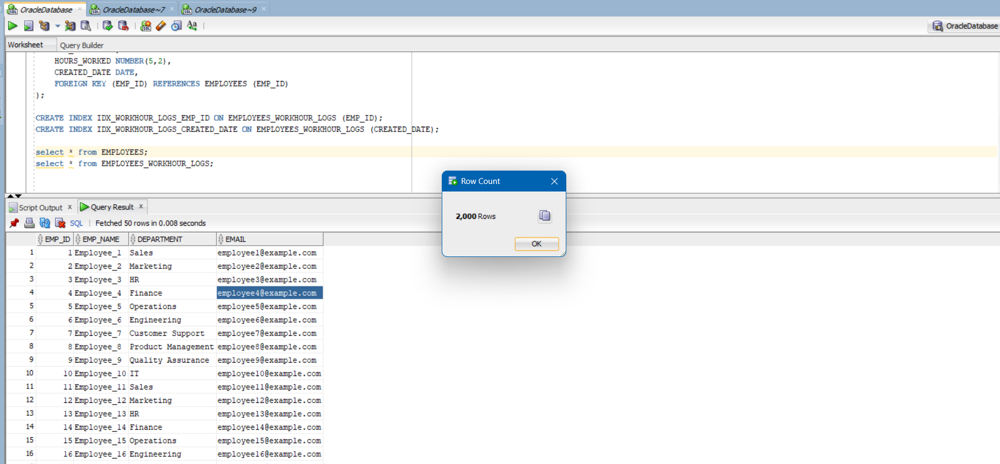 OracleDatabase OracleDatabase~7 OracleDatabase~9
OracleDatabase
Worksheet Query Builder
HOURS_WORKED NUMBER(5,2),
CREATED_DATE DATE,
FOREIGN KEY (EMP_ID) REFERENCES EMPLOYEES (EMP_ID)
);
CREATE INDEX IDX_WORKHOUR_LOGS_EMP_ID ON EMPLOYEES_WORKHOUR_LOGS (EMP_ID);
CREATE INDEX IDX_WORKHOUR_LOGS_CREATED_DATE ON EMPLOYEES_WORKHOUR_LOGS (CREATED_DATE);
select * from EMPLOYEES;
select * from EMPLOYEES_WORKHOUR_LOGS;
Row Count
2,000 Rows
OK
Script Output Query Result
SQL Fetched 50 rows in 0.008 seconds
EMP_ID EMP_NAME DEPARTMENT EMAIL
1 1 Employee_1 Sales employee1@example.com
2 2 Employee_2 Marketing employee2@example.com
3 3 Employee_3 HR employee3@example.com
4 4 Employee_4 Finance employee4@example.com
5 5 Employee_5 Operations employee5@example.com
6 6 Employee_6 Engineering employee6@example.com
7 7 Employee_7 Customer Support employee7@example.com
8 8 Employee_8 Product Management employee8@example.com
9 9 Employee_9 Quality Assurance employee9@example.com
10 10 Employee_10 IT employee10@example.com
11 11 Employee_11 Sales employee11@example.com
12 12 Employee_12 Marketing employee12@example.com
13 13 Employee_13 HR employee13@example.com
14 14 Employee_14 Finance employee14@example.com
15 15 Employee_15 Operations employee15@example.com
16 16 Employee_16 Engineering employee16@example.com